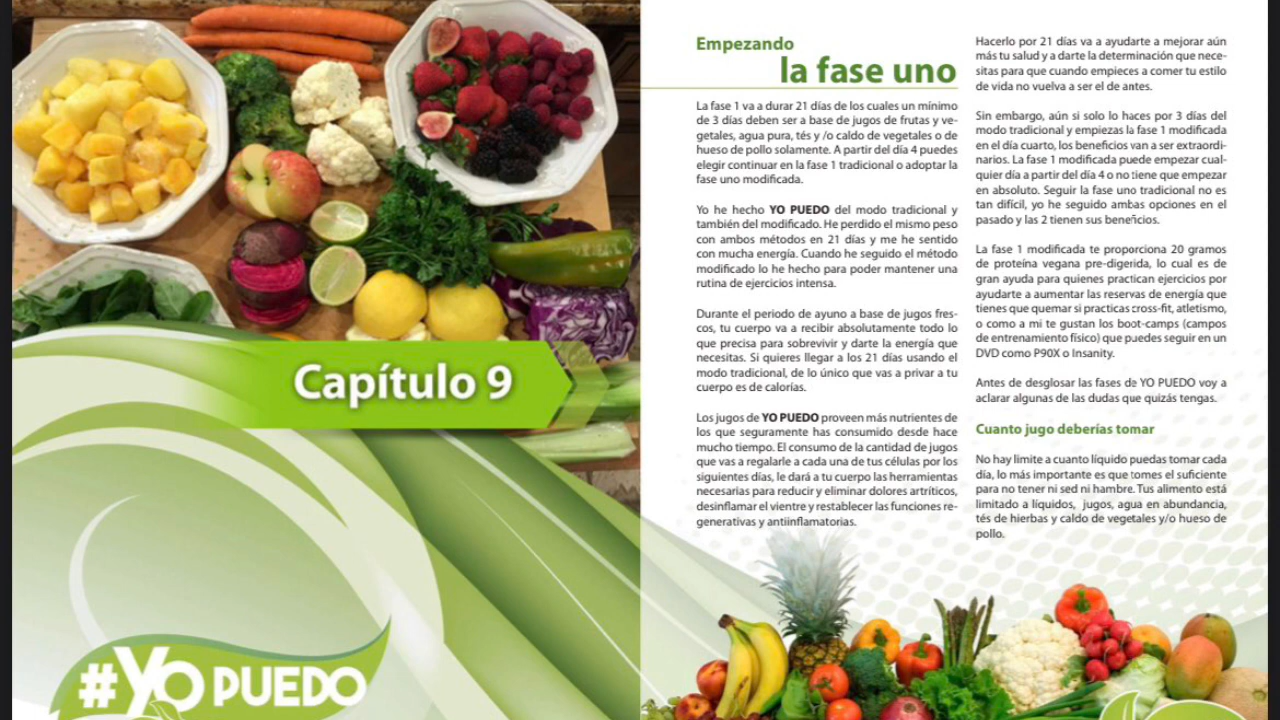 Capítulo 9
#Yo PUEDO
Empezando
la fase uno
La fase 1 va a durar 21 días de los cuales un mínimo
de 3 días deben ser a base de jugos de frutas y ve-
getales, agua pura, tés y /o caldo de vegetales o de
hueso de pollo solamente. A partir del día 4 puedes
elegir continuar en la fase 1 tradicional o adoptar la
fase uno modificada.
Yo he hecho YO PUEDO del modo tradicional y
también del modificado. He perdido el mismo peso
con ambos métodos en 21 días y me he sentido
con mucha energía. Cuando he seguido el método
modificado lo he hecho para poder mantener una
rutina de ejercicios intensa.
Durante el periodo de ayuno a base de jugos fres-
cos, tu cuerpo va a recibir absolutamente todo lo
que precisa para sobrevivir y darte la energía que
necesitas. Si quieres llegar a los 21 días usando el
modo tradicional, de lo único que vas a privar a tu
cuerpo es de calorías.
Los jugos de YO PUEDO proveen más nutrientes de
los que seguramente has consumido desde hace
mucho tiempo. El consumo de la cantidad de jugos
que vas a regalarle a cada una de tus células por los
siguientes días, le dará a tu cuerpo las herramientas
necesarias para reducir y eliminar dolores artríticos,
desinflamar el vientre y restablecer las funciones re-
generativas y antiinflamatorias.
Hacerlo por 21 días va a ayudarte a mejorar aún
más tu salud y a darte la determinación que nece-
sitas para que cuando empieces a comer tu estilo
de vida no vuelva a ser el de antes.
Sin embargo, aún si solo lo haces por 3 días del
modo tradicional y empiezas la fase 1 modificada
en el día cuarto, los beneficios van a ser extraordi-
narios. La fase 1 modificada puede empezar cual-
quier día a partir del día 4 o no tiene que empezar
en absoluto. Seguir la fase uno tradicional no es
tan difícil, yo he seguido ambas opciones en el
pasado y las 2 tienen sus beneficios.
La fase 1 modificada te proporciona 20 gramos
de proteína vegana pre-digerida, lo cual es de
gran ayuda para quienes practican ejercicios por
ayudarte a aumentar las reservas de energía que
tienes que quemar si practicas cross-fit, atletismo,
o como a mi te gustan los boot-camps (campos
de entrenamiento físico) que puedes seguir en un
DVD como P90X o Insanity.
Antes de desglosar las fases de YO PUEDO voy a
aclarar algunas de las dudas que quizás tengas.
Cuanto jugo deberías tomar
No hay limite a cuanto líquido puedas tomar cada
día, lo más importante es que tomes el suficiente
para no tener ni sed ni hambre. Tus alimento está
limitado a líquidos, jugos, agua en abundancia,
tés de hierbas y caldo de vegetales y/o hueso de
pollo.